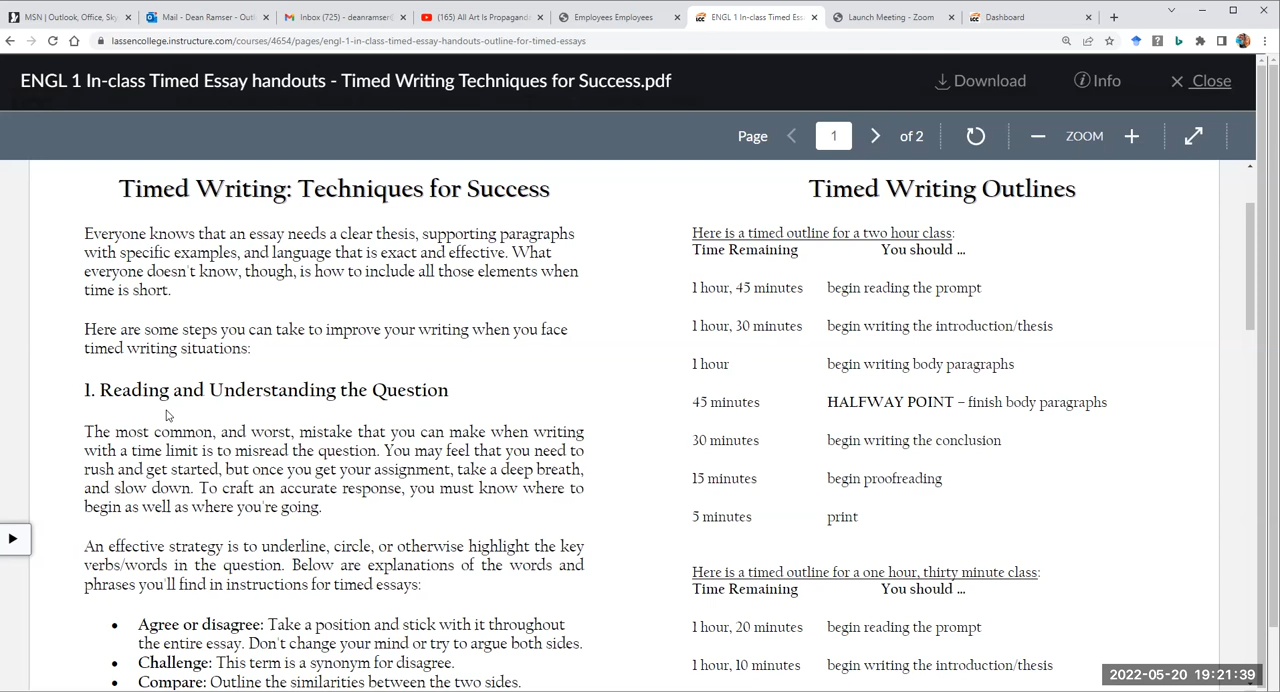 MSN | Outlook, Office, Sky
Mail - Dean Ramser - Out
Inbox (725) - deanramser@
(165) All Art Is Propagand
Employees Employees
ENGL 1 In-class Timed Ess
Launch Meeting - Zoom
Dashboard
lassencollege.instructure.com/courses/4654/pages/engl-1-in-class-timed-essay-handouts-outline-for-timed-essays
ENGL 1 In-class Timed Essay handouts - Timed Writing Techniques for Success.pdf
Download
Info
Close
Page 1 of 2
ZOOM
Timed Writing: Techniques for Success
Everyone knows that an essay needs a clear thesis, supporting paragraphs
with specific examples, and language that is exact and effective. What
everyone doesn't know, though, is how to include all those elements when
time is short.
Here are some steps you can take to improve your writing when you face
timed writing situations:
1. Reading and Understanding the Question
The most common, and worst, mistake that you can make when writing
with a time limit is to misread the question. You may feel that you need to
rush and get started, but once you get your assignment, take a deep breath,
and slow down. To craft an accurate response, you must know where to
begin as well as where you're going.
An effective strategy is to underline, circle, or otherwise highlight the key
verbs/words in the question. Below are explanations of the words and
phrases you'll find in instructions for timed essays:
• Agree or disagree: Take a position and stick with it throughout
the entire essay. Don't change your mind or try to argue both sides.
• Challenge: This term is a synonym for disagree.
• Compare: Outline the similarities between the two sides.
Timed Writing Outlines
Here is a timed outline for a two hour class:
Time Remaining You should ...
1 hour, 45 minutes begin reading the prompt
1 hour, 30 minutes begin writing the introduction/thesis
1 hour begin writing body paragraphs
45 minutes HALFWAY POINT – finish body paragraphs
30 minutes begin writing the conclusion
15 minutes begin proofreading
5 minutes print
Here is a timed outline for a one hour, thirty minute class:
Time Remaining You should ...
1 hour, 20 minutes begin reading the prompt
1 hour, 10 minutes begin writing the introduction/thesis
2022-05-20 19:21:39